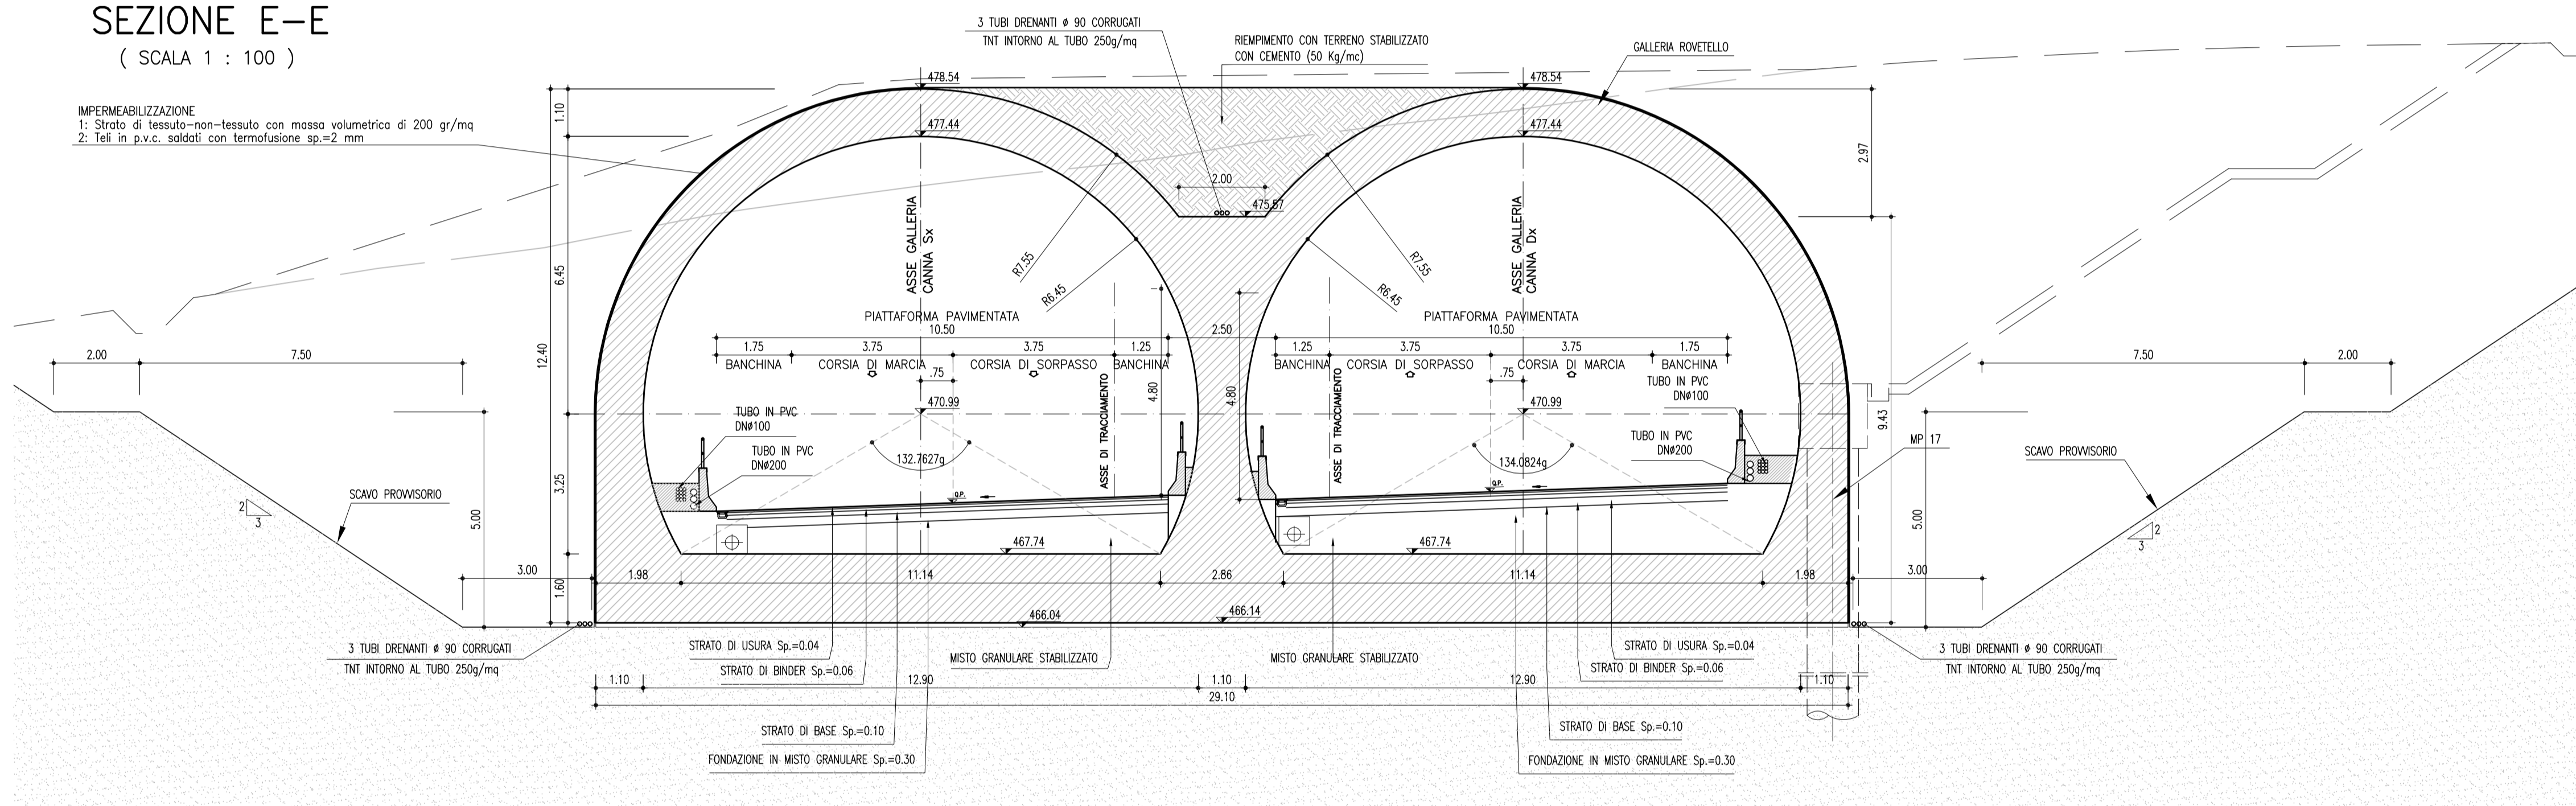 SEZIONE E-E
( SCALA 1 : 100 )
3 TUBI DRENANTI ø 90 CORRUGATI
TNT INTORNO AL TUBO 250g/mq
RIEMPIMENTO CON TERRENO STABILIZZATO
CON CEMENTO (50 Kg/mc)
GALLERIA ROVETELLO
IMPERMEABILIZZAZIONE
1: Strato di tessuto-non-tessuto con massa volumetrica di 200 gr/mq
2: Teli in p.v.c. saldati con termofusione sp.=2 mm
478.54
478.54
1.10
477.44
477.44
2.97
2.00
475.57
ASSE GALLERIA
CANNA Sx
ASSE GALLERIA
CANNA Dx
R7.55
R7.55
R6.45
R6.45
6.45
12.40
PIATTAFORMA PAVIMENTATA
10.50
2.50
PIATTAFORMA PAVIMENTATA
10.50
1.75
3.75
3.75
1.25
1.25
3.75
3.75
1.75
BANCHINA
CORSIA DI MARCIA
CORSIA DI SORPASSO
BANCHINA
BANCHINA
CORSIA DI SORPASSO
CORSIA DI MARCIA
BANCHINA
2.00
7.50
7.50
2.00
.75
.75
4.80
4.80
470.99
470.99
ASSE DI TRACCIAMENTO
ASSE DI TRACCIAMENTO
TUBO IN PVC
DNø100
TUBO IN PVC
DNø200
TUBO IN PVC
DNø100
TUBO IN PVC
DNø200
132.7627g
134.0824g
Q.P.
Q.P.
9.43
MP 17
SCAVO PROVVISORIO
SCAVO PROVVISORIO
2
3
2
3
3.25
5.00
5.00
467.74
467.74
3.00
1.60
1.98
11.14
2.86
11.14
1.98
3.00
466.04
466.14
3 TUBI DRENANTI ø 90 CORRUGATI
TNT INTORNO AL TUBO 250g/mq
STRATO DI USURA Sp.=0.04
STRATO DI BINDER Sp.=0.06
MISTO GRANULARE STABILIZZATO
MISTO GRANULARE STABILIZZATO
STRATO DI USURA Sp.=0.04
STRATO DI BINDER Sp.=0.06
3 TUBI DRENANTI ø 90 CORRUGATI
TNT INTORNO AL TUBO 250g/mq
1.10
12.90
1.10
12.90
1.10
29.10
STRATO DI BASE Sp.=0.10
FONDAZIONE IN MISTO GRANULARE Sp.=0.30
STRATO DI BASE Sp.=0.10
FONDAZIONE IN MISTO GRANULARE Sp.=0.30